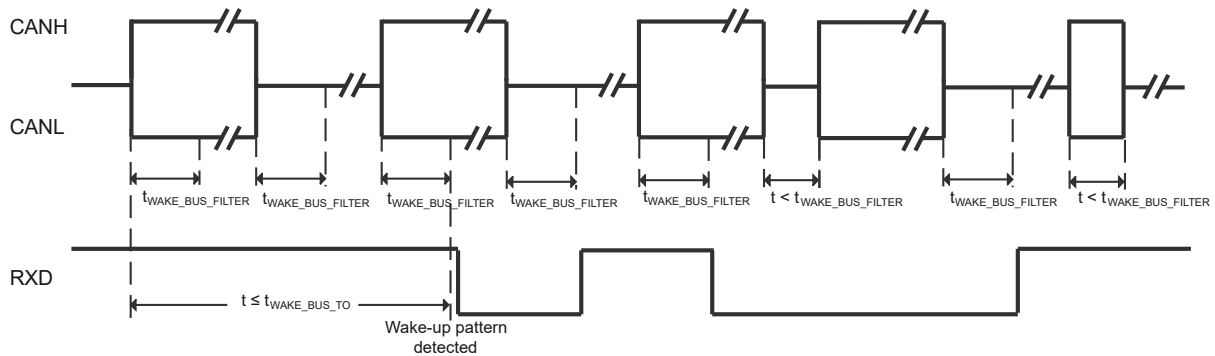 CANH
CANL
tWAKE_BUS_FILTER
tWAKE_BUS_FILTER
tWAKE_BUS_FILTER
tWAKE_BUS_FILTER
tWAKE_BUS_FILTER
t < tWAKE_BUS_FILTER
tWAKE_BUS_FILTER
t < tWAKE_BUS_FILTER
RXD
t ≤ tWAKE_BUS_TO
Wake-up pattern
detected